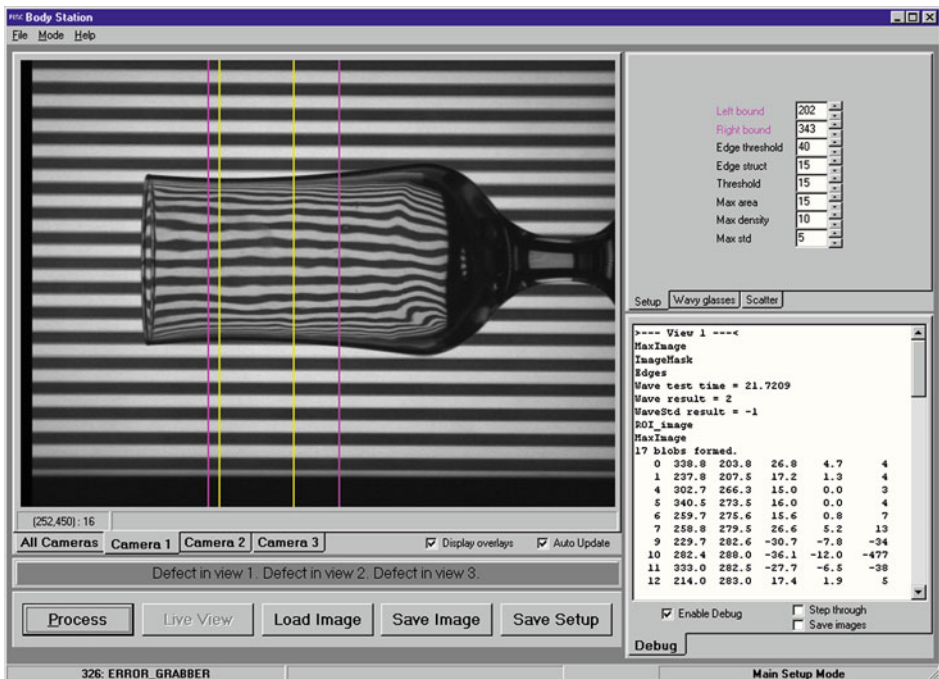 Body Station
File Mode Help
Left bound 202
Right bound 343
Edge threshold 40
Edge struct 15
Threshold 15
Max area 15
Max density 10
Max std 5
Setup Wavy glasses Scatter
>---- View 1 ---<
MaxImage
ImageMask
Edges
Wave test time = 21.7209
Wave result = 2
WaveStd result = -1
ROI_image
MaxImage
17 blobs formed.
0 338.8 203.8 26.8 4.7 4
1 237.8 207.5 17.2 1.3 4
4 302.7 266.3 15.0 0.0 3
5 340.5 273.5 16.0 0.0 4
6 259.7 275.6 15.6 0.8 7
7 258.8 279.5 26.6 5.2 13
9 229.7 282.6 -30.7 -7.8 -34
10 282.4 288.0 -36.1 -12.0 -477
11 333.0 282.5 -27.7 -6.5 -38
12 214.0 283.0 17.4 1.9 5
Enable Debug
Step through
Save images
Debug
(252,450) : 16
All Cameras Camera 1 Camera 2 Camera 3 Display overlays Auto Update
Defect in view 1. Defect in view 2. Defect in view 3.
Process Live View Load Image Save Image Save Setup
326: ERROR_GRABBER Main Setup Mode